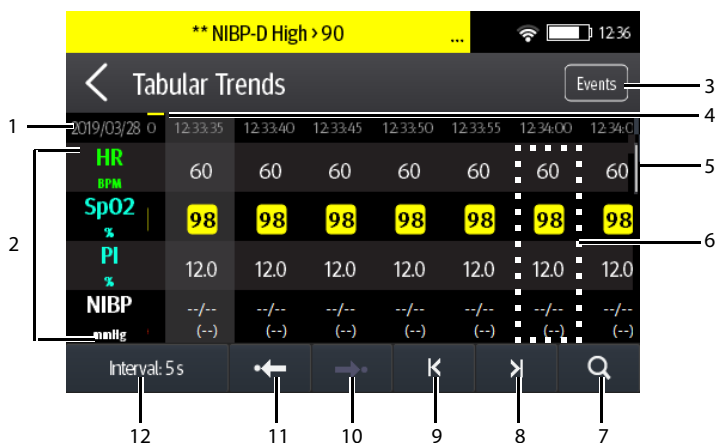 ** NIBP-D High > 90 ... 12:36
Tabular Trends Events 3
4
1 2019/03/28 0 12:33:35 12:33:40 12:33:45 12:33:50 12:33:55 12:34:00 12:34:0
HR 60 60 60 60 60 60 60 5
BPM
SpO2 98 98 98 98 98 98 98
%
2 6
PI 12.0 12.0 12.0 12.0 12.0 12.0 12.0
%
NIBP --/-- --/-- --/-- --/-- --/-- --/-- --/--
mmHg (--) (--) (--) (--) (--) (--) (--)
Interval: 5 s
12 11 10 9 8 7